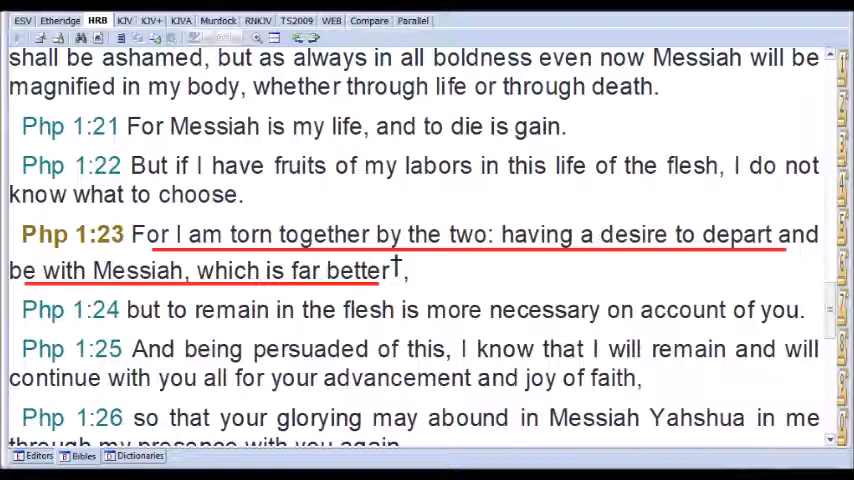 ESV Etheridge HRB KJV KJV+ KJVA Murdock RNKJV TS2009 WEB Compare Parallel
shall be ashamed, but as always in all boldness even now Messiah will be
magnified in my body, whether through life or through death.
Php 1:21 For Messiah is my life, and to die is gain.
Php 1:22 But if I have fruits of my labors in this life of the flesh, I do not
know what to choose.
Php 1:23 For I am torn together by the two: having a desire to depart and
be with Messiah, which is far better†,
Php 1:24 but to remain in the flesh is more necessary on account of you.
Php 1:25 And being persuaded of this, I know that I will remain and will
continue with you all for your advancement and joy of faith,
Php 1:26 so that your glorying may abound in Messiah Yahshua in me
through my presence with you again.
Editors Bibles Dictionaries